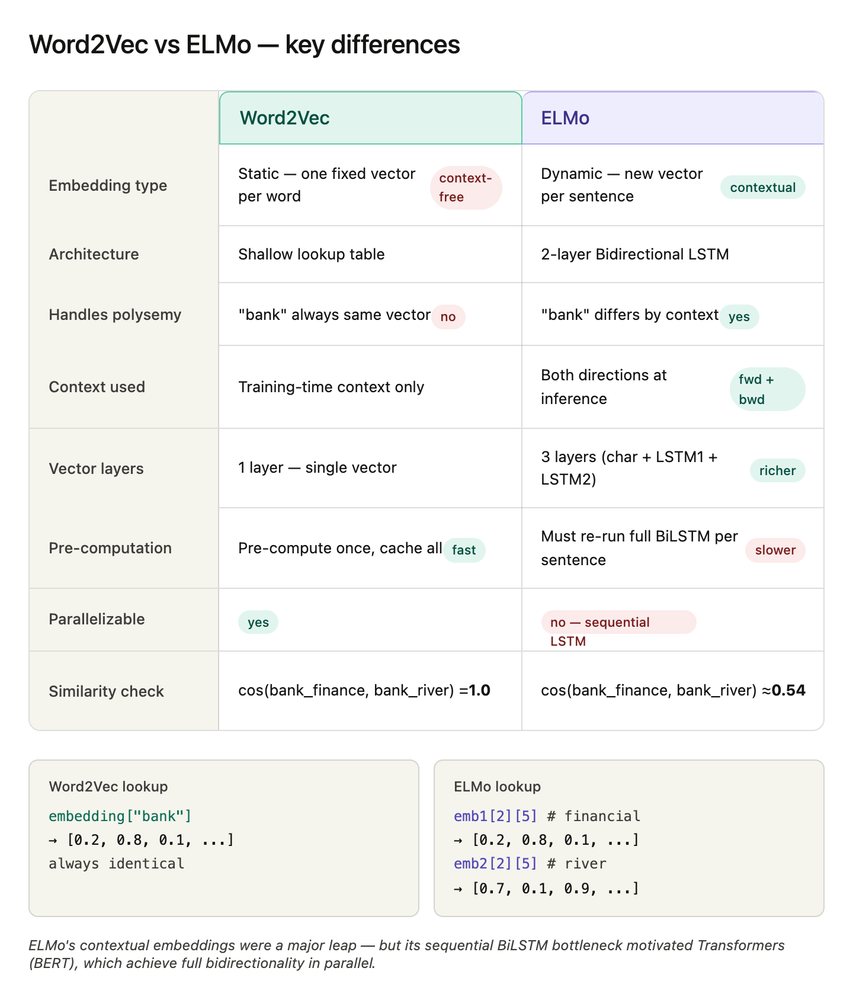 Word2Vec vs ELMo — key differences
Word2Vec
ELMo
Embedding type
Static — one fixed vector
per word
context-
free
Dynamic — new vector
per sentence
contextual
Architecture
Shallow lookup table
2-layer Bidirectional LSTM
Handles polysemy
"bank" always same vector
no
"bank" differs by context
yes
Context used
Training-time context only
Both directions at
inference
fwd +
bwd
Vector layers
1 layer — single vector
3 layers (char + LSTM1 +
LSTM2)
richer
Pre-computation
Pre-compute once, cache all
fast
Must re-run full BiLSTM per
sentence
slower
Parallelizable
yes
no — sequential
LSTM
Similarity check
cos(bank_finance, bank_river) =1.0
cos(bank_finance, bank_river) ≈0.54
Word2Vec lookup
embedding["bank"]
→ [0.2, 0.8, 0.1, ...]
always identical
ELMo lookup
emb1[2][5] # financial
→ [0.2, 0.8, 0.1, ...]
emb2[2][5] # river
→ [0.7, 0.1, 0.9, ...]
ELMo's contextual embeddings were a major leap — but its sequential BiLSTM bottleneck motivated Transformers
(BERT), which achieve full bidirectionality in parallel.